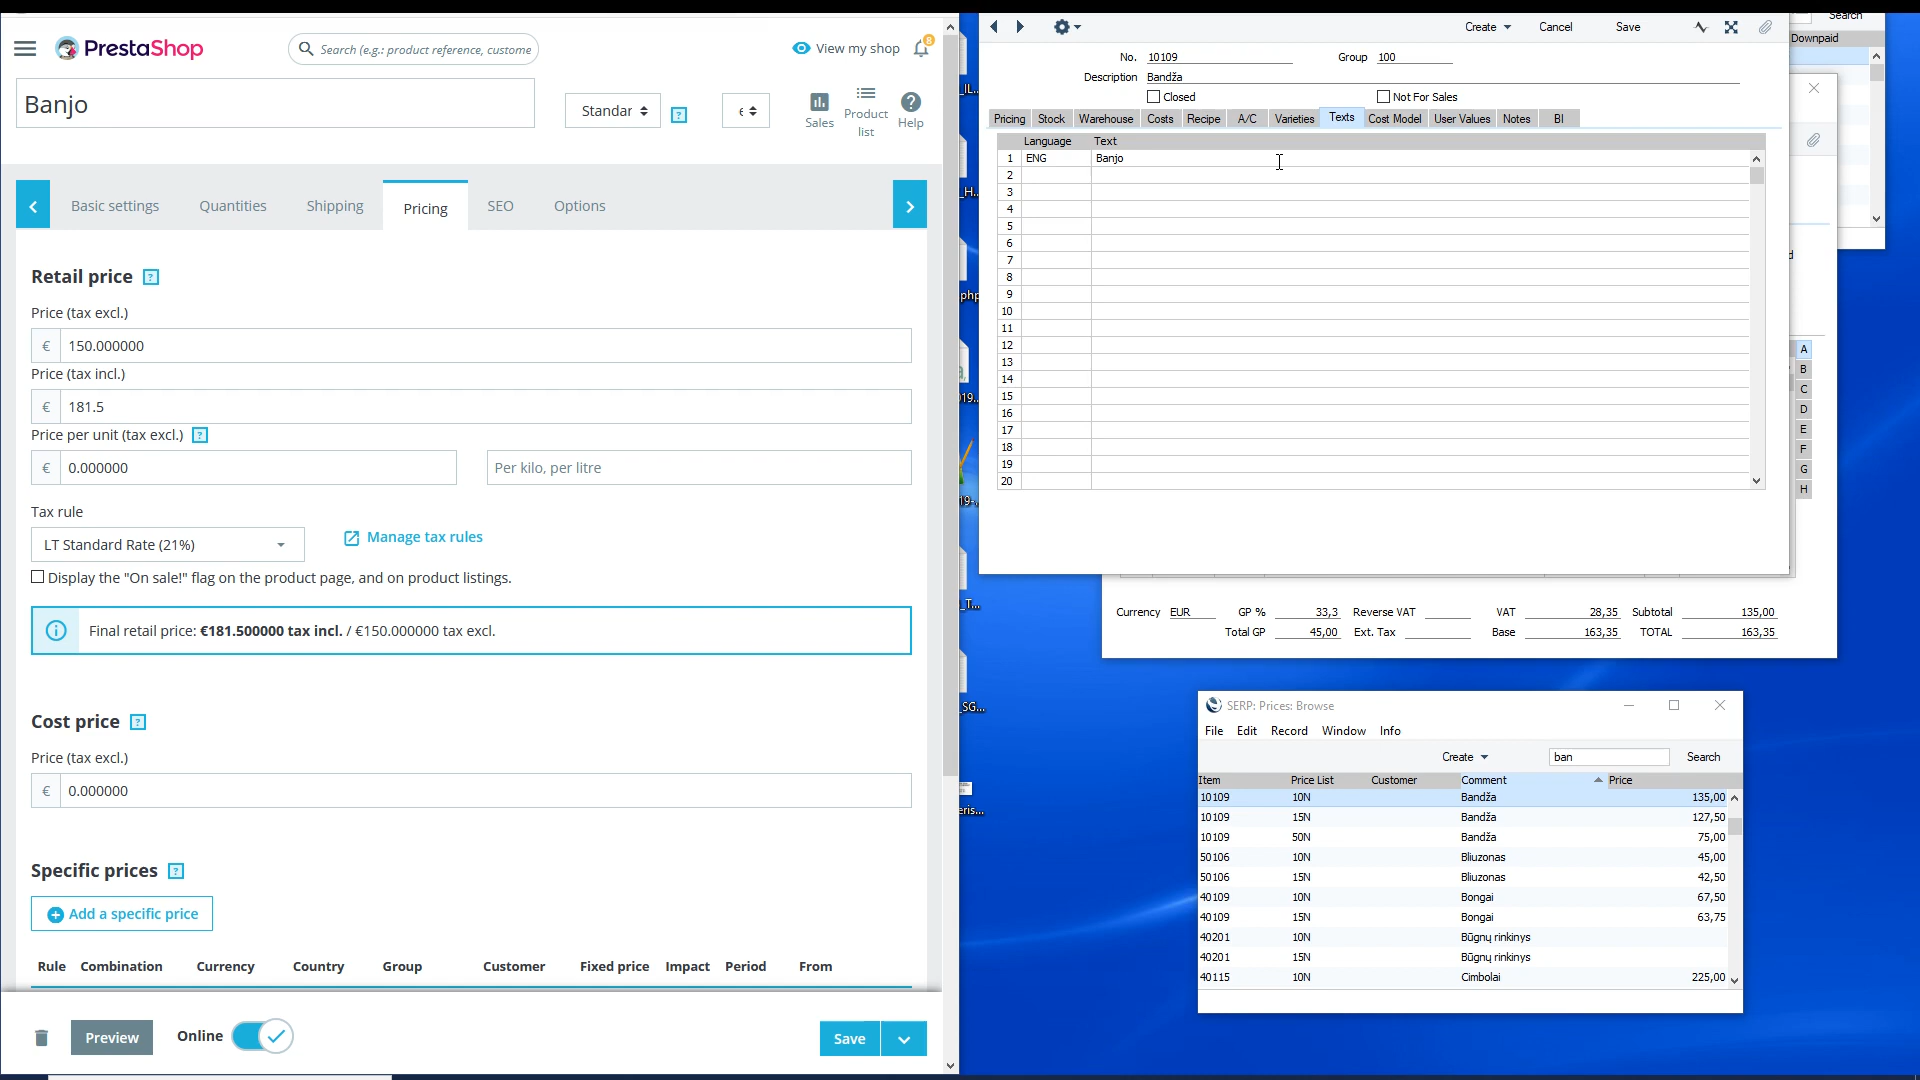 PrestaShop
Search (e.g.: product reference, custome
View my shop
8
Banjo
Standar
?
€
Sales
Product list
Help
Basic settings
Quantities
Shipping
Pricing
SEO
Options
Retail price ?
Price (tax excl.)
€ 150.000000
Price (tax incl.)
€ 181.5
Price per unit (tax excl.) ?
€ 0.000000
Per kilo, per litre
Tax rule
LT Standard Rate (21%)
Manage tax rules
Display the "On sale!" flag on the product page, and on product listings.
Final retail price: €181.500000 tax incl. / €150.000000 tax excl.
Cost price ?
Price (tax excl.)
€ 0.000000
Specific prices ?
Add a specific price
Rule Combination Currency Country Group Customer Fixed price Impact Period From
Preview
Online
Save
Create Cancel Save
No. 10109 Group 100
Description Bandža
Closed
Not For Sales
Pricing Stock Warehouse Costs Recipe A/C Varieties Texts Cost Model User Values Notes BI
Language Text
1 ENG Banjo
2
3
4
5
6
7
8
9
10
11
12
13
14
15
16
17
18
19
20
Search
Downpaid
A
B
C
D
E
F
G
H
Currency EUR GP % 33,3 Reverse VAT VAT 28,35 Subtotal 135,00
Total GP 45,00 Ext. Tax Base 163,35 TOTAL 163,35
SERP: Prices: Browse
File Edit Record Window Info
Create ban Search
Item Price List Customer Comment Price
10109 10N Bandža 135,00
10109 15N Bandža 127,50
10109 50N Bandža 75,00
50106 10N Bliuzonas 45,00
50106 15N Bliuzonas 42,50
40109 10N Bongai 67,50
40109 15N Bongai 63,75
40201 10N Būgnų rinkinys
40201 15N Būgnų rinkinys
40115 10N Cimbolai 225,00